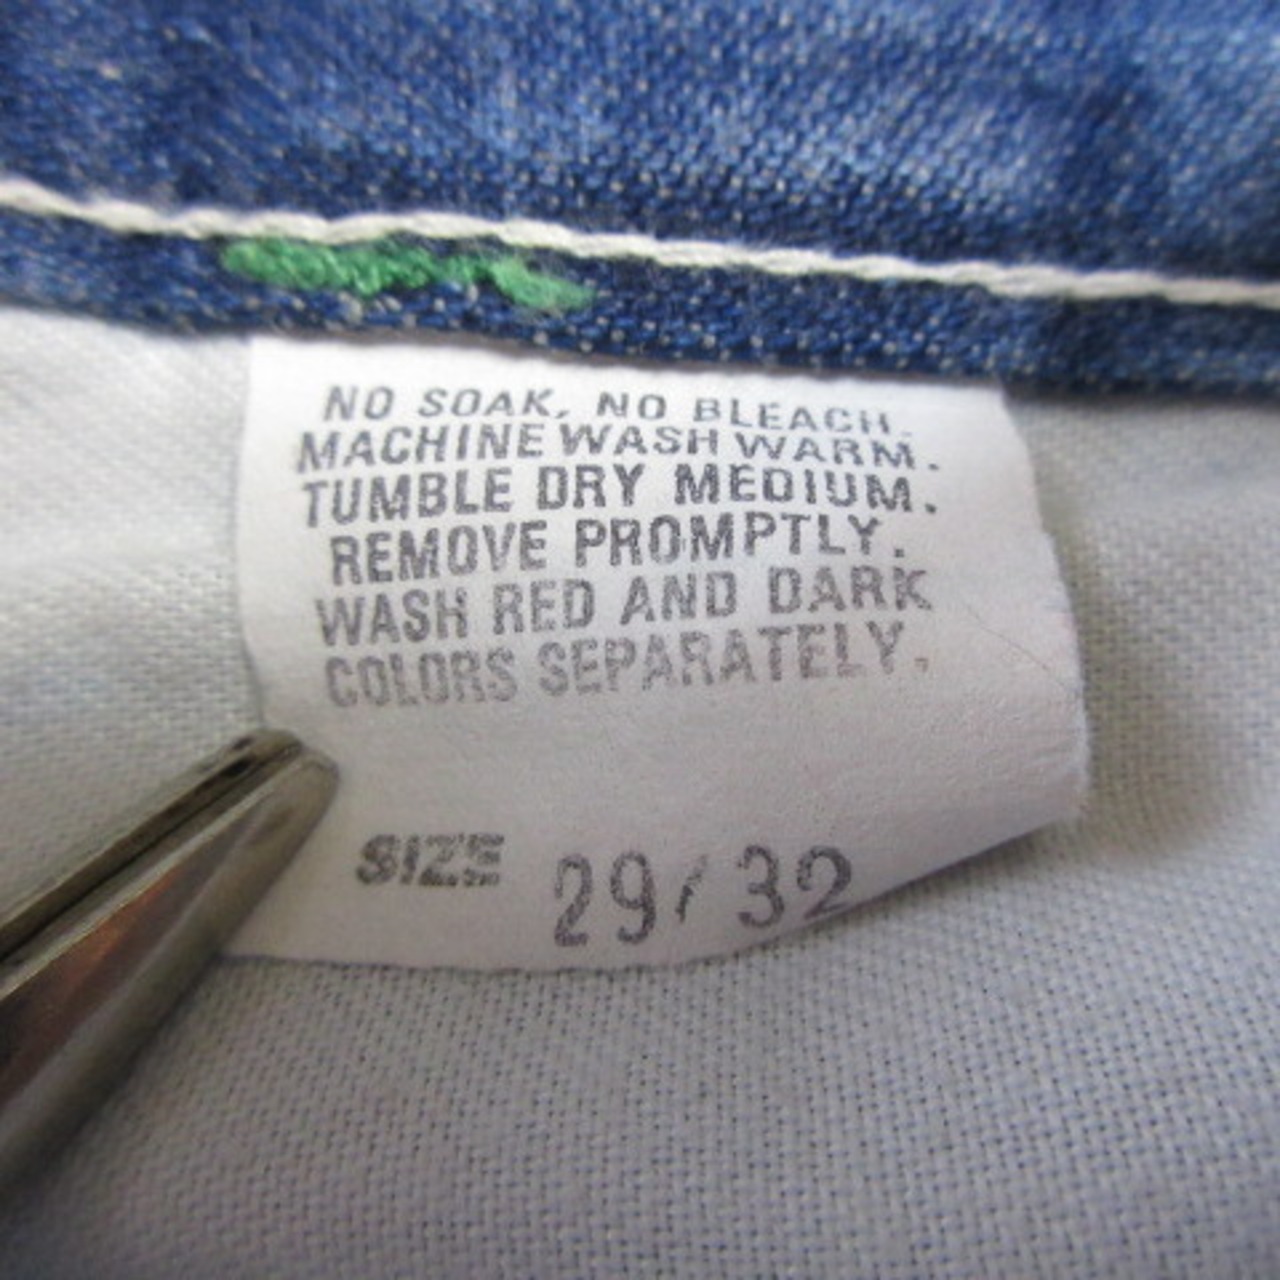 NO SOAK, NO BLEACH.
MACHINE WASH WARM.
TUMBLE DRY MEDIUM.
REMOVE PROMPTLY.
WASH RED AND DARK
COLORS SEPARATELY.
SIZE 29/32